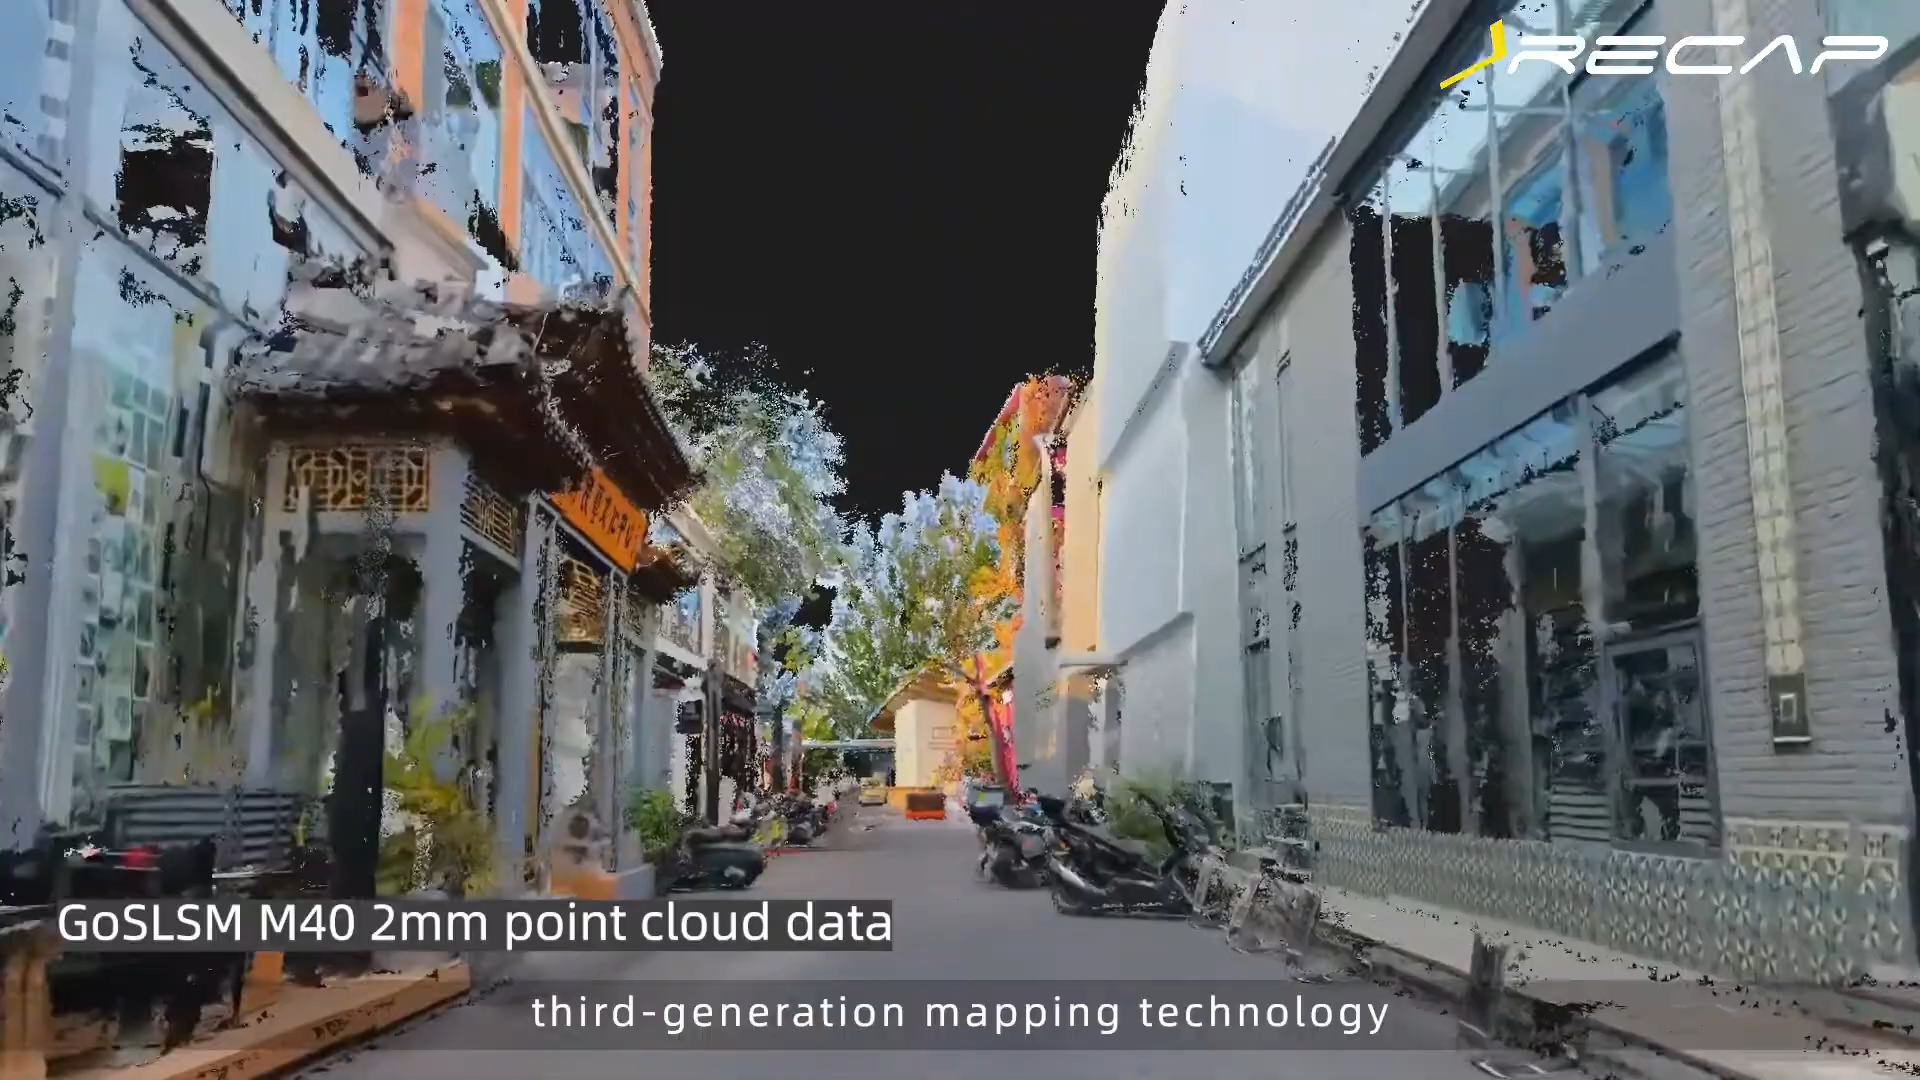 RECAP
GoSLSM M40 2mm point cloud data
third-generation mapping technology